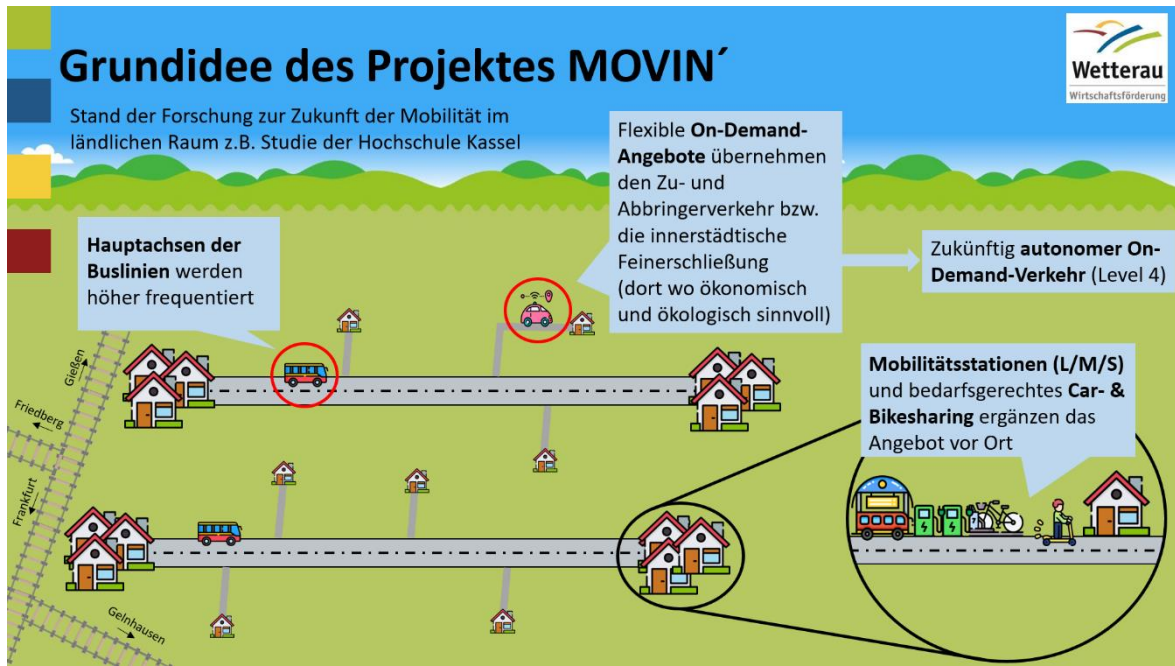 Grundidee des Projektes MOVIN´
Wetterau
Wirtschaftsförderung
Stand der Forschung zur Zukunft der Mobilität im
ländlichen Raum z.B. Studie der Hochschule Kassel
Flexible On-Demand-
Angebote übernehmen
den Zu- und
Abbringerverkehr bzw.
die innerstädtische
Feinerschließung
(dort wo ökonomisch
und ökologisch sinnvoll)
Zukünftig autonomer On-
Demand-Verkehr (Level 4)
Hauptachsen der
Buslinien werden
höher frequentiert
Mobilitätsstationen (L/M/S)
und bedarfsgerechtes Car- &
Bikesharing ergänzen das
Angebot vor Ort
Gießen
Friedberg
Frankfurt
Gelnhausen